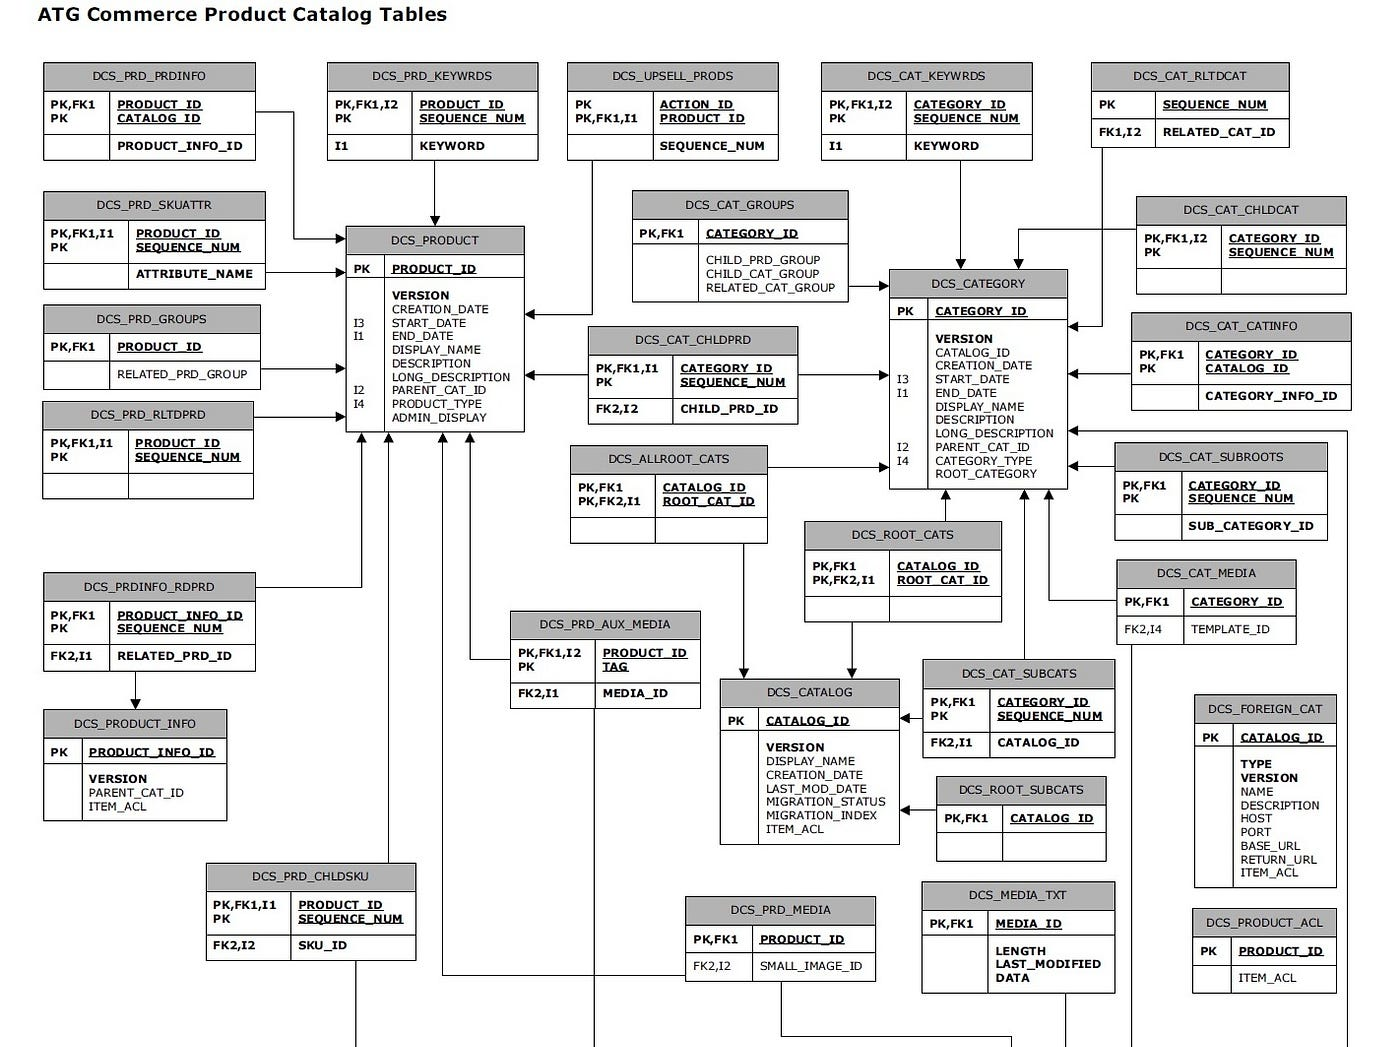 ATG Commerce Product Catalog Tables
DCS_PRD_PRDINFO
PK,FK1 PRODUCT_ID
PK CATALOG_ID
PRODUCT_INFO_ID
DCS_PRD_KEYWRDS
PK,FK1,I2 PRODUCT_ID
PK SEQUENCE_NUM
I1 KEYWORD
DCS_UPSELL_PRODS
PK ACTION_ID
PK,FK1,I1 PRODUCT_ID
SEQUENCE_NUM
DCS_CAT_KEYWRDS
PK,FK1,I2 CATEGORY_ID
PK SEQUENCE_NUM
I1 KEYWORD
DCS_CAT_RLTDCAT
PK SEQUENCE_NUM
FK1,I2 RELATED_CAT_ID
DCS_PRD_SKUATTR
PK,FK1,I1 PRODUCT_ID
PK SEQUENCE_NUM
ATTRIBUTE_NAME
DCS_PRODUCT
PK PRODUCT_ID
VERSION
CREATION_DATE
I3 START_DATE
I1 END_DATE
DISPLAY_NAME
DESCRIPTION
LONG_DESCRIPTION
I2 PARENT_CAT_ID
I4 PRODUCT_TYPE
ADMIN_DISPLAY
DCS_CAT_GROUPS
PK,FK1 CATEGORY_ID
CHILD_PRD_GROUP
CHILD_CAT_GROUP
RELATED_CAT_GROUP
DCS_CATEGORY
PK CATEGORY_ID
VERSION
CATALOG_ID
CREATION_DATE
I3 START_DATE
I1 END_DATE
DISPLAY_NAME
DESCRIPTION
LONG_DESCRIPTION
I2 PARENT_CAT_ID
I4 CATEGORY_TYPE
ROOT_CATEGORY
DCS_CAT_CHLDCAT
PK,FK1,I2 CATEGORY_ID
PK SEQUENCE_NUM
DCS_PRD_GROUPS
PK,FK1 PRODUCT_ID
RELATED_PRD_GROUP
DCS_CAT_CHLDPRD
PK,FK1,I1 CATEGORY_ID
PK SEQUENCE_NUM
FK2,I2 CHILD_PRD_ID
DCS_CAT_CATINFO
PK,FK1 CATEGORY_ID
PK CATALOG_ID
CATEGORY_INFO_ID
DCS_PRD_RLTDPRD
PK,FK1,I1 PRODUCT_ID
PK SEQUENCE_NUM
DCS_ALLROOT_CATS
PK,FK1 CATALOG_ID
PK,FK2,I1 ROOT_CAT_ID
DCS_CAT_SUBROOTS
PK,FK1 CATEGORY_ID
PK SEQUENCE_NUM
SUB_CATEGORY_ID
DCS_ROOT_CATS
PK,FK1 CATALOG_ID
PK,FK2,I1 ROOT_CAT_ID
DCS_CAT_MEDIA
PK,FK1 CATEGORY_ID
FK2,I4 TEMPLATE_ID
DCS_PRDINFO_RDPRD
PK,FK1 PRODUCT_INFO_ID
PK SEQUENCE_NUM
FK2,I1 RELATED_PRD_ID
DCS_PRD_AUX_MEDIA
PK,FK1,I2 PRODUCT_ID
PK TAG
FK2,I1 MEDIA_ID
DCS_CATALOG
PK CATALOG_ID
VERSION
DISPLAY_NAME
CREATION_DATE
LAST_MOD_DATE
MIGRATION_STATUS
MIGRATION_INDEX
ITEM_ACL
DCS_CAT_SUBCATS
PK,FK1 CATEGORY_ID
PK SEQUENCE_NUM
FK2,I1 CATALOG_ID
DCS_PRODUCT_INFO
PK PRODUCT_INFO_ID
VERSION
PARENT_CAT_ID
ITEM_ACL
DCS_FOREIGN_CAT
PK CATALOG_ID
TYPE
VERSION
NAME
DESCRIPTION
HOST
PORT
BASE_URL
RETURN_URL
ITEM_ACL
DCS_ROOT_SUBCATS
PK,FK1 CATALOG_ID
DCS_PRD_CHLDSKU
PK,FK1,I1 PRODUCT_ID
PK SEQUENCE_NUM
FK2,I2 SKU_ID
DCS_PRD_MEDIA
PK,FK1 PRODUCT_ID
FK2,I2 SMALL_IMAGE_ID
DCS_MEDIA_TXT
PK,FK1 MEDIA_ID
LENGTH
LAST_MODIFIED
DATA
DCS_PRODUCT_ACL
PK PRODUCT_ID
ITEM_ACL